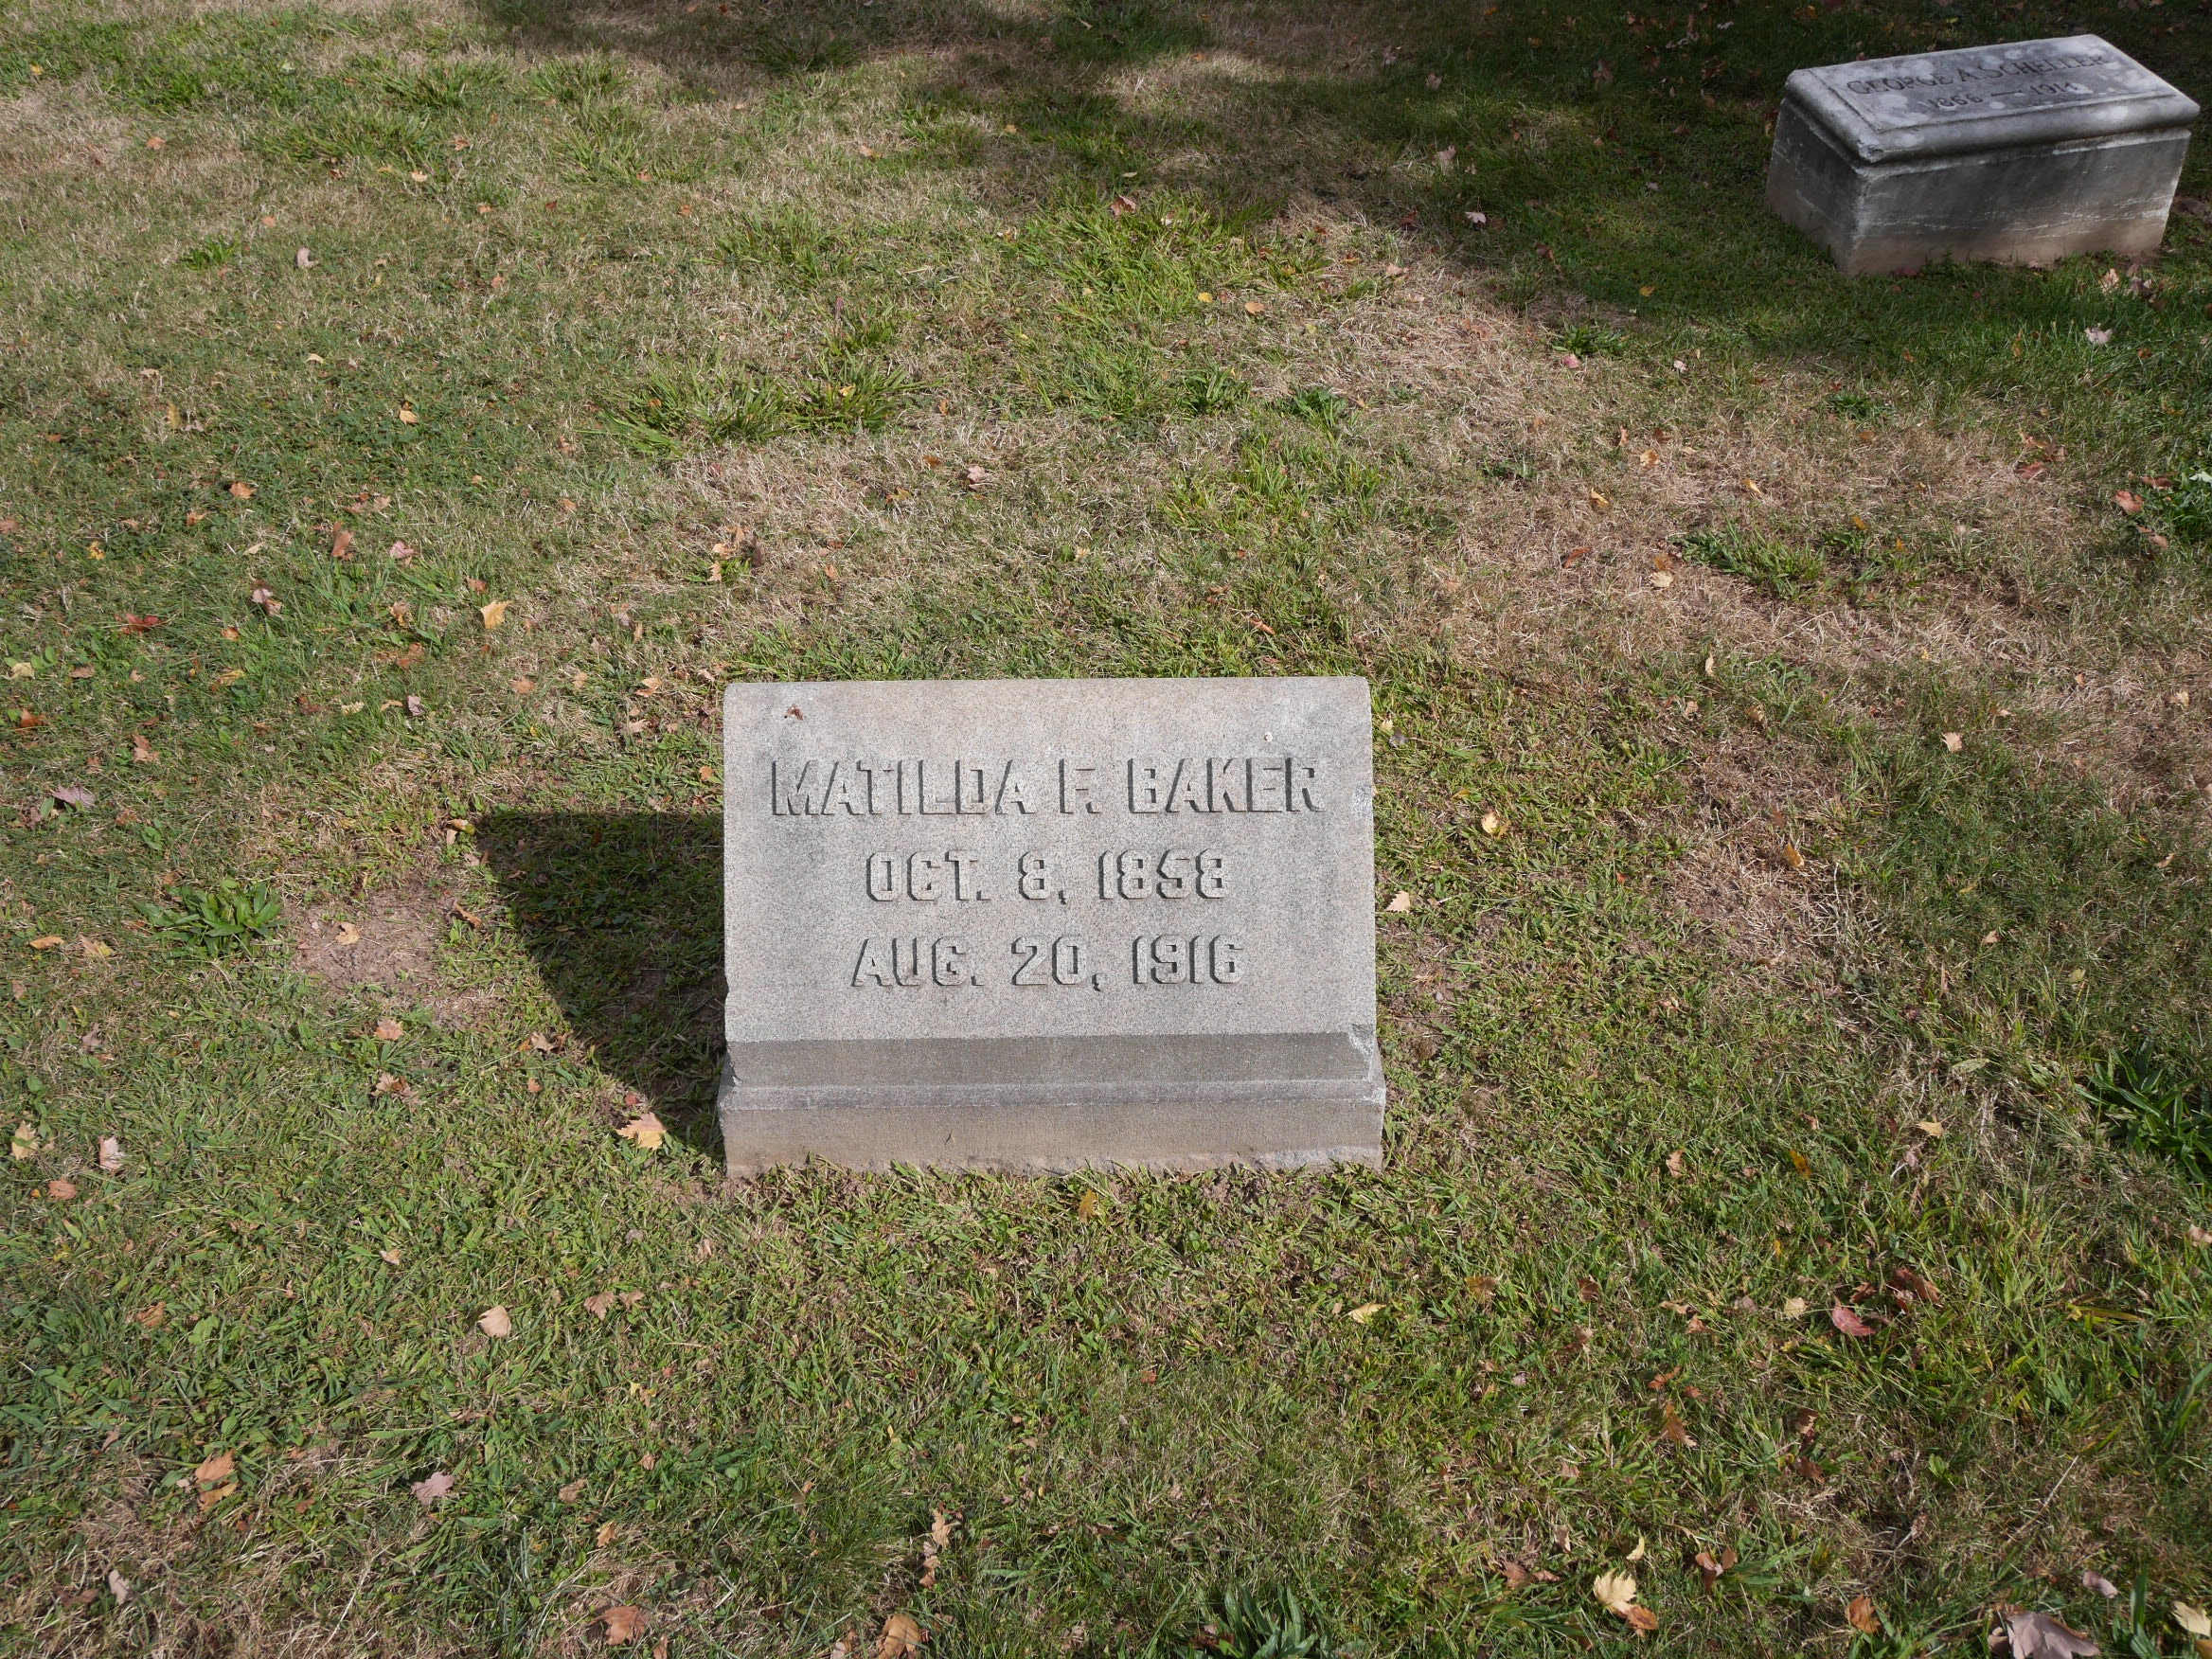 GEORGE A. SCHELLER
1866 — 1914
MATILDA F. BAKER
OCT. 8, 1858
AUG. 20, 1916